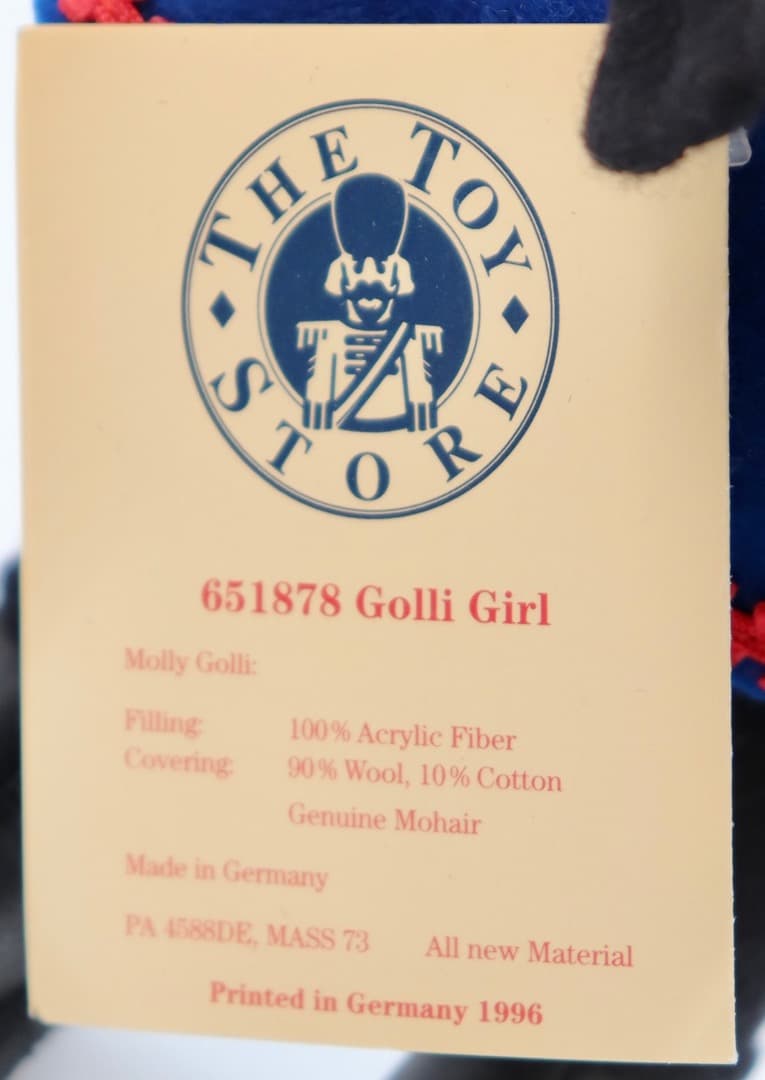 THE TOY
STORE
651878 Golli Girl
Molly Golli:
Filling: 100% Acrylic Fiber
Covering: 90% Wool, 10% Cotton
Genuine Mohair
Made in Germany
PA 4588DE, MASS 73 All new Material
Printed in Germany 1996